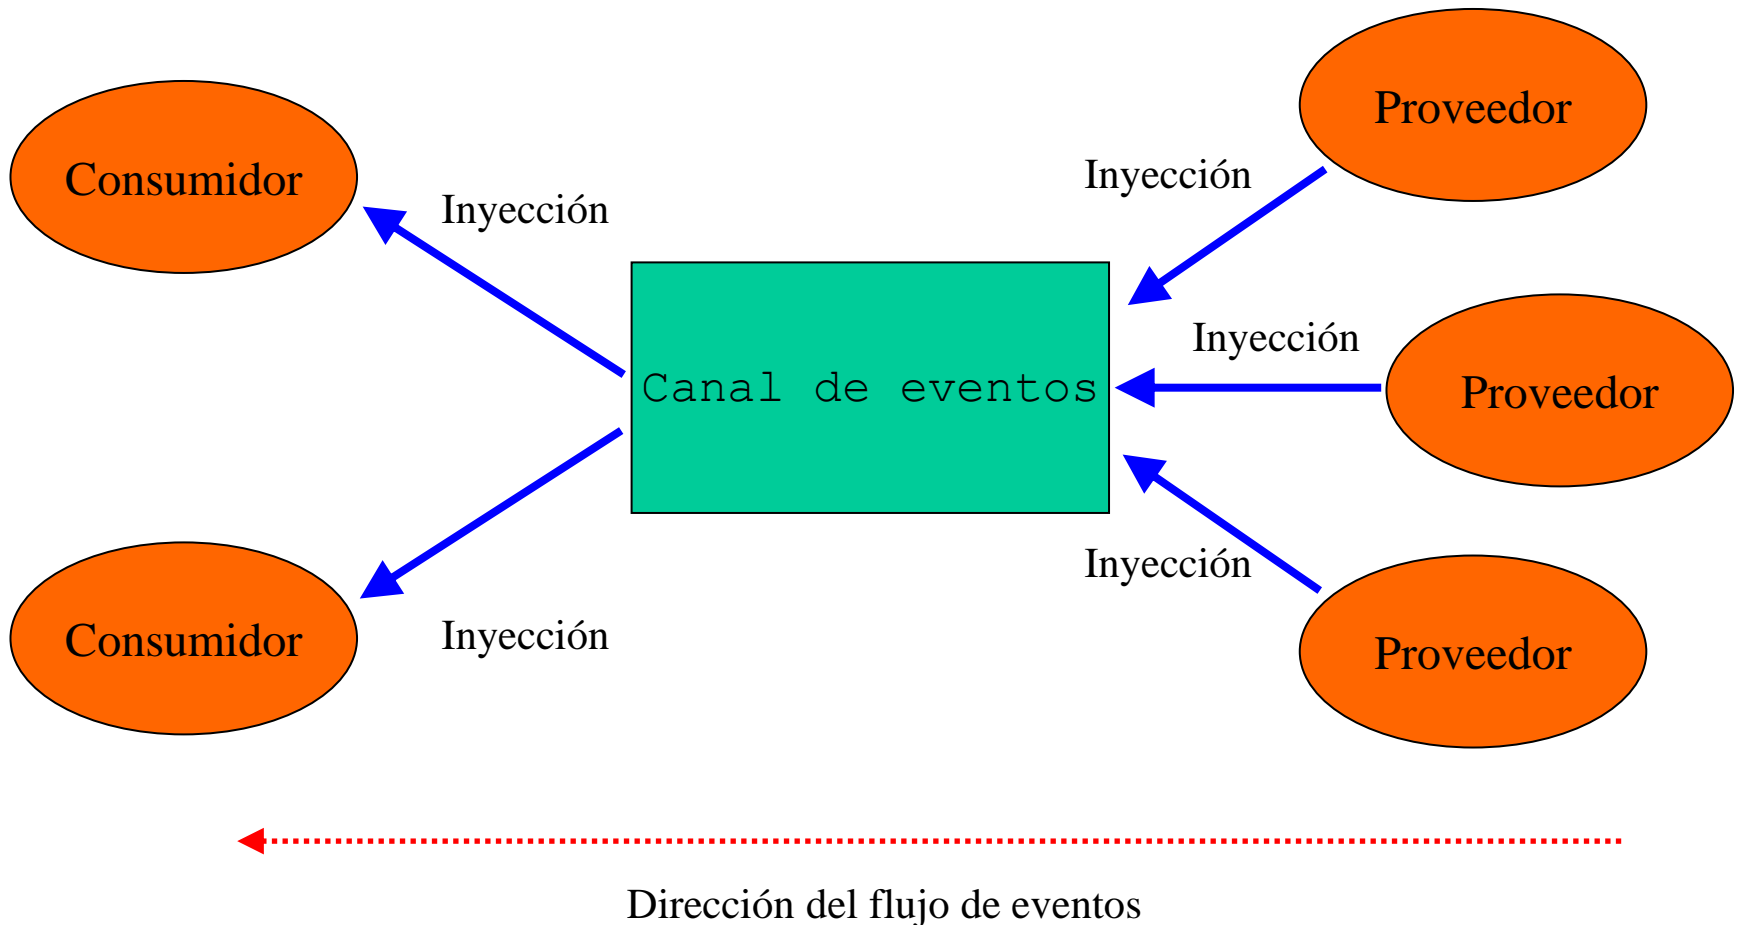 Proveedor
Consumidor
Inyección
Inyección
Inyección
Canal de eventos
Proveedor
Inyección
Consumidor
Inyección
Proveedor
Dirección del flujo de eventos